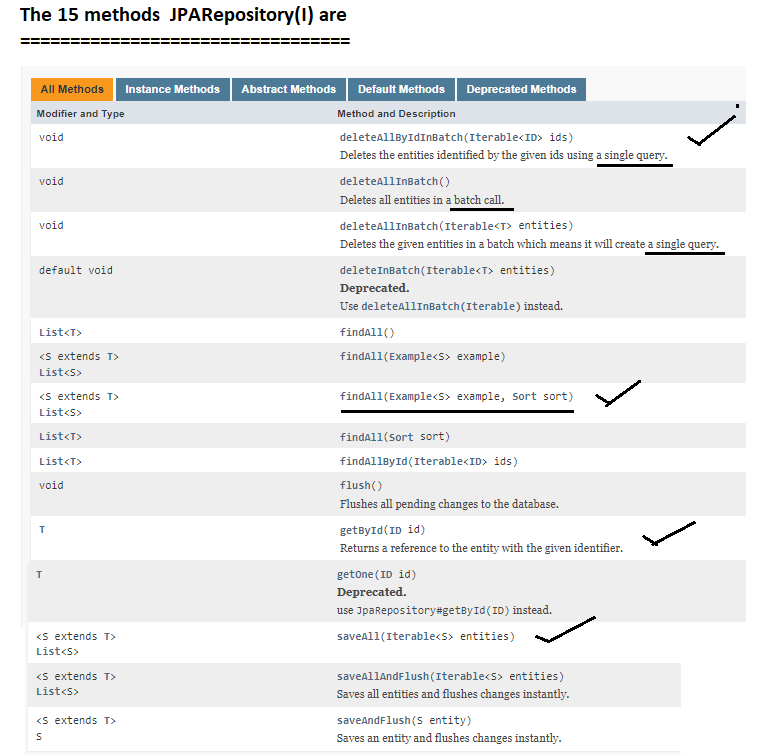 The 15 methods JPARepository(I) are
=================================
All Methods Instance Methods Abstract Methods Default Methods Deprecated Methods
Modifier and Type Method and Description
void deleteAllByIdInBatch(Iterable<ID> ids)
Deletes the entities identified by the given ids using a single query.
void deleteAllInBatch()
Deletes all entities in a batch call.
void deleteAllInBatch(Iterable<T> entities)
Deletes the given entities in a batch which means it will create a single query.
default void deleteInBatch(Iterable<T> entities)
Deprecated.
Use deleteAllInBatch(Iterable) instead.
List<T> findAll()
<S extends T> findAll(Example<S> example)
List<S>
<S extends T> findAll(Example<S> example, Sort sort)
List<S>
List<T> findAll(Sort sort)
List<T> findAllById(Iterable<ID> ids)
void flush()
Flushes all pending changes to the database.
T getById(ID id)
Returns a reference to the entity with the given identifier.
T getOne(ID id)
Deprecated.
use JpaRepository#getById(ID) instead.
<S extends T> saveAll(Iterable<S> entities)
List<S>
<S extends T> saveAllAndFlush(Iterable<S> entities)
List<S> Saves all entities and flushes changes instantly.
<S extends T> saveAndFlush(S entity)
S Saves an entity and flushes changes instantly.